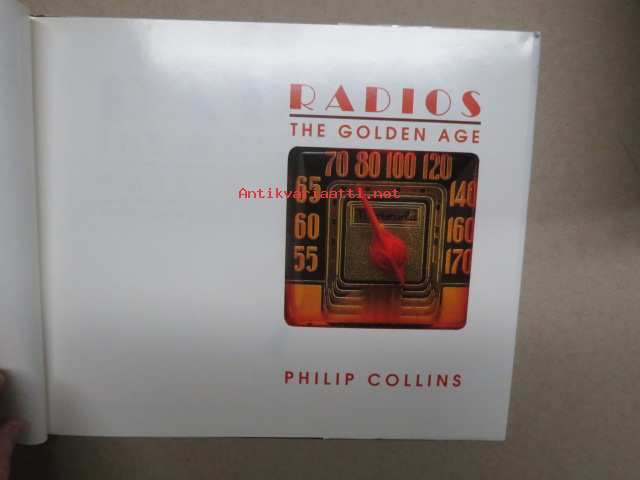 RADIOS
THE GOLDEN AGE
70 80 100 120
65 140
60 160
55 170
Antikvariaatti.net
PHILIP COLLINS